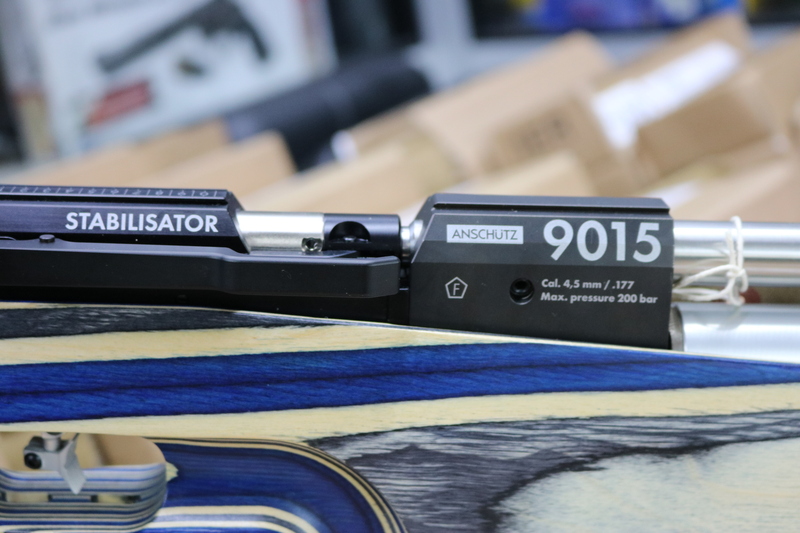 STABILISATOR
ANSCHÜTZ
9015
F
Cal. 4,5 mm / .177
Max. pressure 200 bar